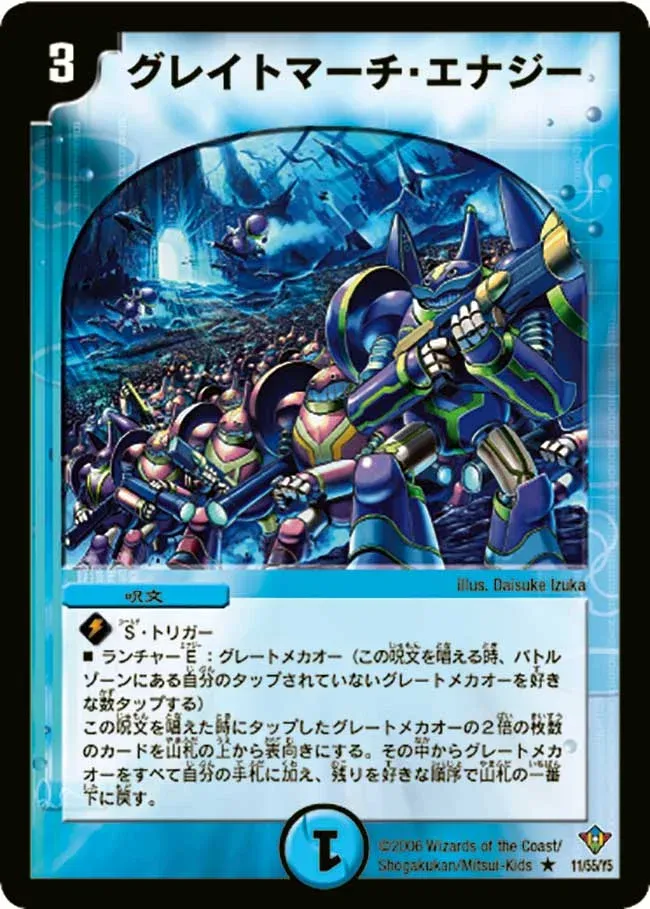 3
グレイトマーチ・エナジー
illus. Daisuke Izuka
呪文
S・トリガー
■ ランチャーE：グレートメカオー（この呪文を唱える時、バトル
ゾーンにある自分のタップされていないグレートメカオーを好き
な数タップする）
この呪文を唱えた時にタップしたグレートメカオーの２倍の枚数
のカードを山札の上から表向きにする。その中からグレートメカ
オーをすべて自分の手札に加え、残りを好きな順序で山札の一番
下に戻す。
1
©2006 Wizards of the Coast/
Shogakukan/Mitsui-Kids ★ 11/55/Y5